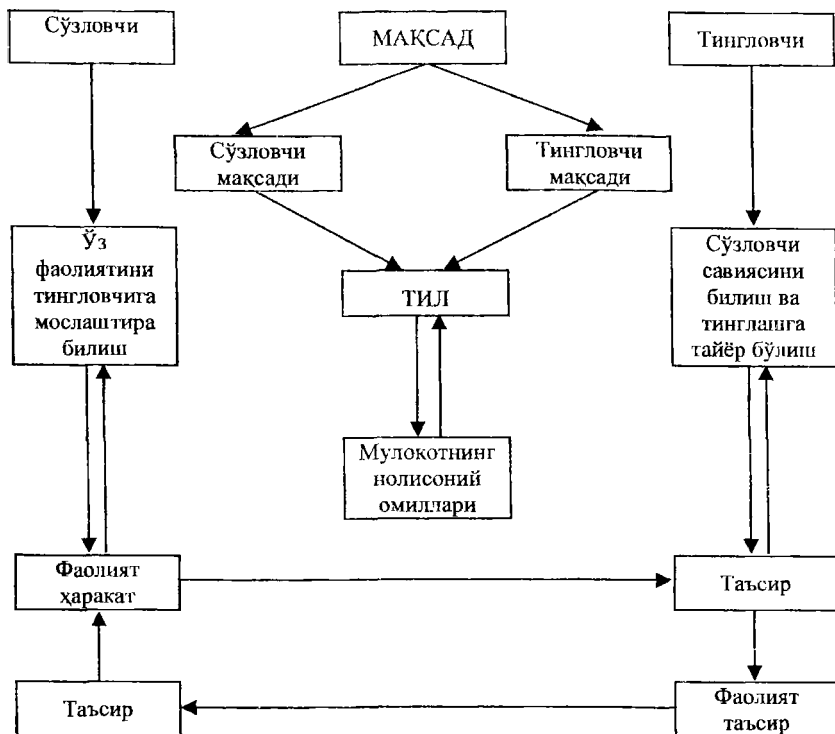 Сўзловчи
МАҚСАД
Тингловчи
Сўзловчи
мақсади
Тингловчи
мақсади
Ўз
фаолиятини
тингловчига
мослаштира
билиш
ТИЛ
Сўзловчи
савиясини
билиш ва
тинглашга
тайёр бўлиш
Мулокотнинг
нолисоний
омиллари
Фаолият
ҳаракат
Таъсир
Таъсир
Фаолият
таъсир